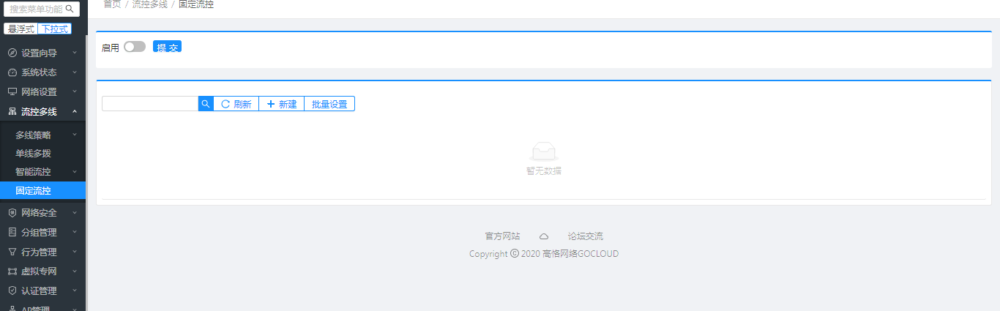 搜索菜单功能
首页 / 流控多线 / 固定流控
悬浮式 下拉式
启用 提 交
设置向导
系统状态
网络设置
流控多线
多线策略
单线多拨
智能流控
固定流控
网络安全
分组管理
行为管理
虚拟专网
认证管理
AP管理
刷新 新建 批量设置
暂无数据
官方网站 论坛交流
Copyright © 2020 高恪网络GOCLOUD